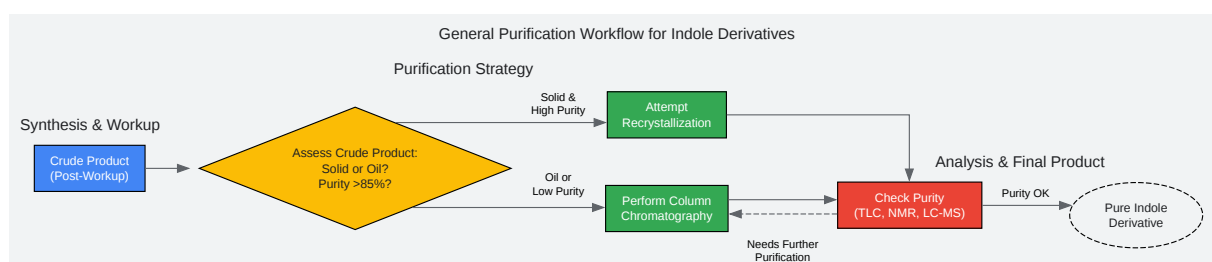 General Purification Workflow for Indole Derivatives
Purification Strategy
Synthesis & Workup
Crude Product
(Post-Workup)
Assess Crude Product:
Solid or Oil?
Purity >85%?
Solid &
High Purity
Attempt
Recrystallization
Oil or
Low Purity
Perform Column
Chromatography
Analysis & Final Product
Check Purity
(TLC, NMR, LC-MS)
Needs Further
Purification
Purity OK
Pure Indole
Derivative